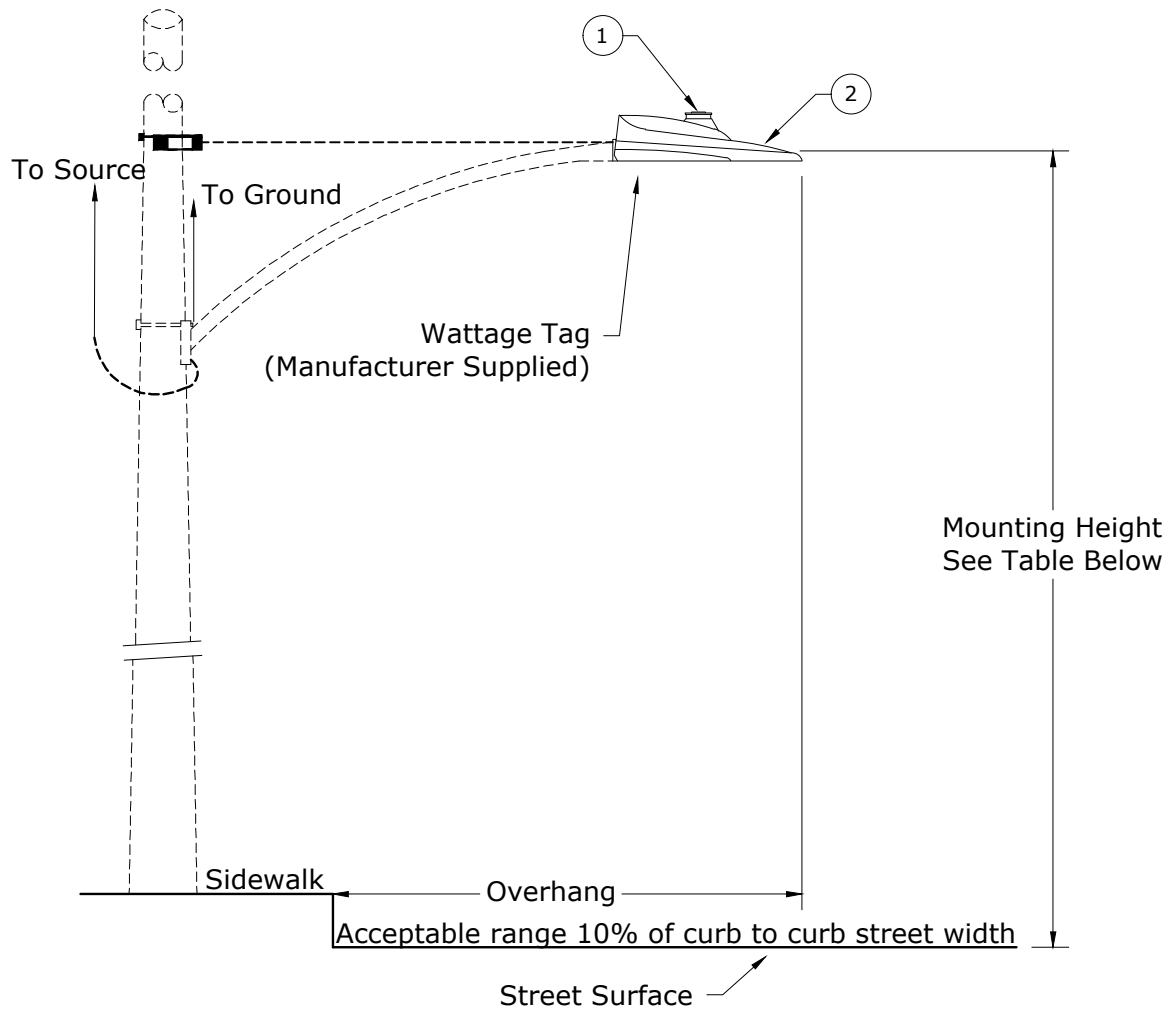 1
2
To Source
To Ground
Wattage Tag
(Manufacturer Supplied)
Mounting Height
See Table Below
Sidewalk
Overhang
Acceptable range 10% of curb to curb street width
Street Surface